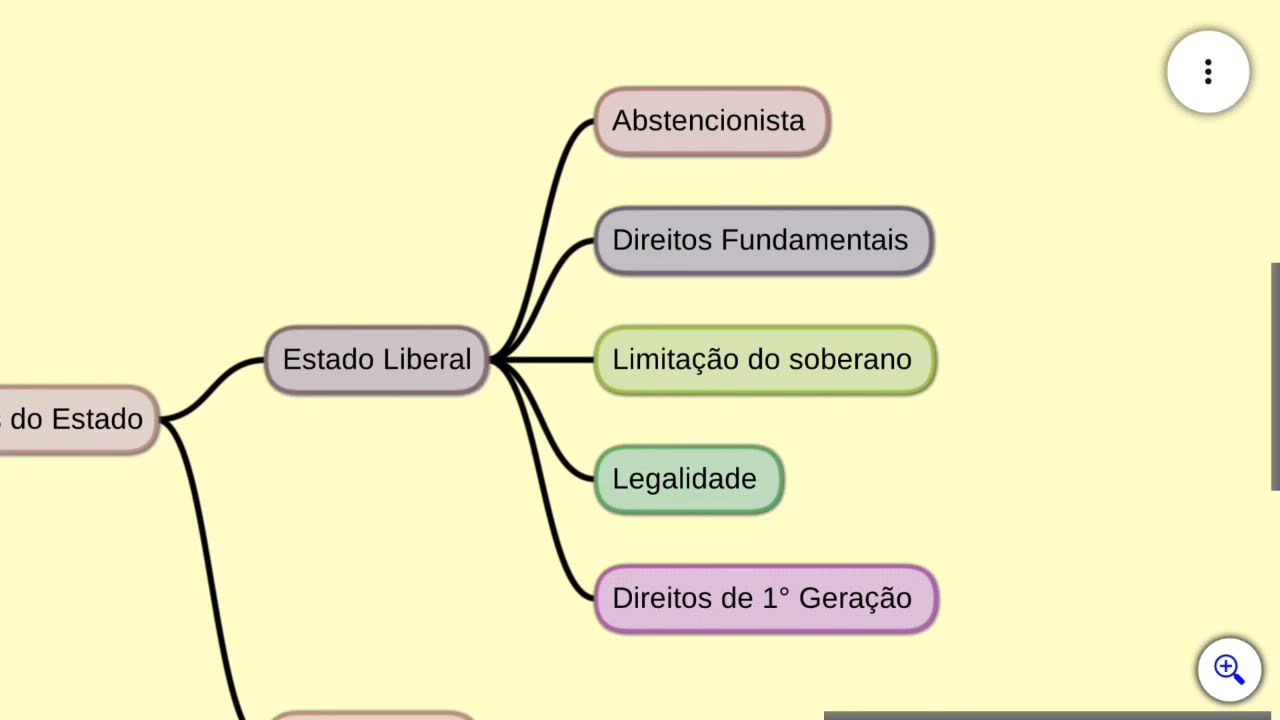 Abstencionista
Direitos Fundamentais
Estado Liberal
Limitação do soberano
do Estado
Legalidade
Direitos de 1° Geração